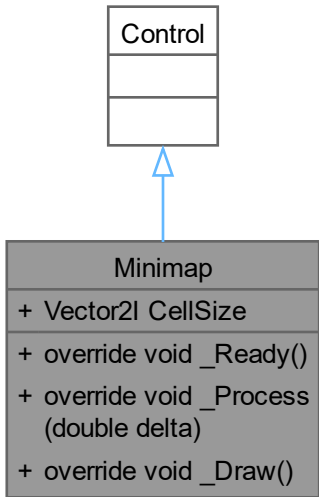 Control
Minimap
+ Vector2I CellSize
+ override void _Ready()
+ override void _Process
(double delta)
+ override void _Draw()